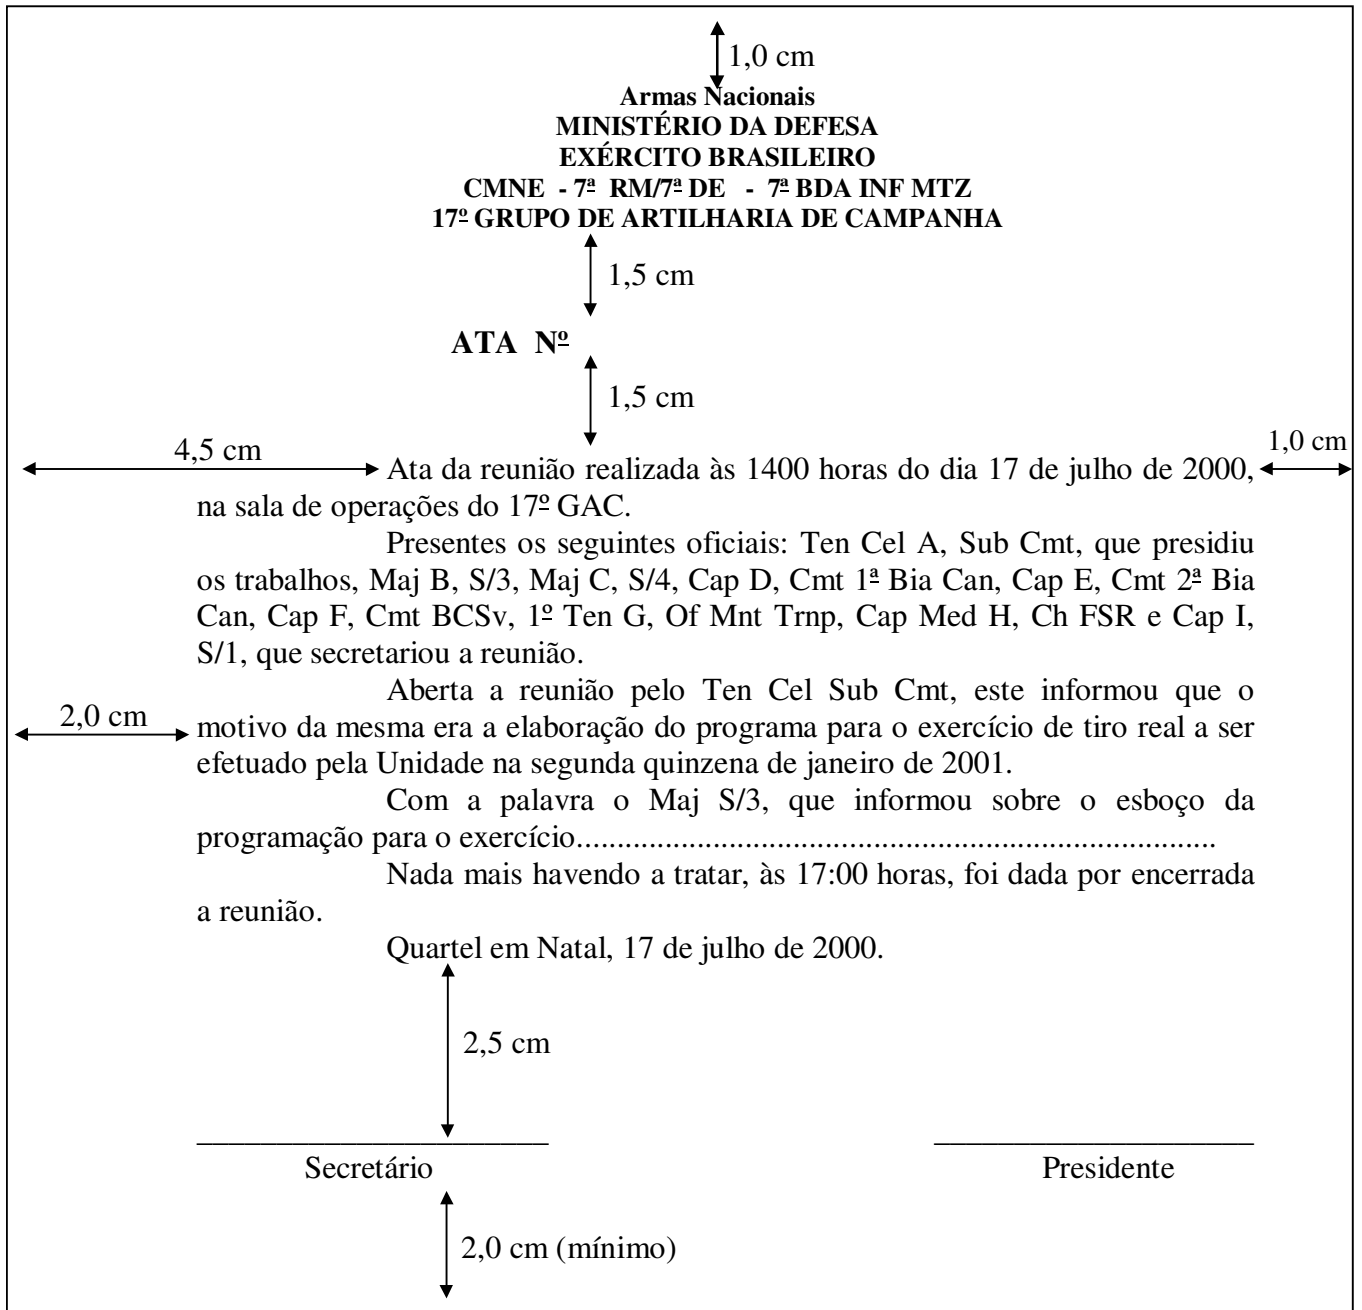 1,0 cm
Armas Nacionais
MINISTÉRIO DA DEFESA
EXÉRCITO BRASILEIRO
CMNE - 7ª RM/7ª DE - 7ª BDA INF MTZ
17º GRUPO DE ARTILHARIA DE CAMPANHA
1,5 cm
ATA Nº
1,5 cm
4,5 cm
1,0 cm
Ata da reunião realizada às 1400 horas do dia 17 de julho de 2000,
na sala de operações do 17º GAC.
Presentes os seguintes oficiais: Ten Cel A, Sub Cmt, que presidiu
os trabalhos, Maj B, S/3, Maj C, S/4, Cap D, Cmt 1ª Bia Can, Cap E, Cmt 2ª Bia
Can, Cap F, Cmt BCSv, 1º Ten G, Of Mnt Trnp, Cap Med H, Ch FSR e Cap I,
S/1, que secretariou a reunião.
Aberta a reunião pelo Ten Cel Sub Cmt, este informou que o
2,0 cm
motivo da mesma era a elaboração do programa para o exercício de tiro real a ser
efetuado pela Unidade na segunda quinzena de janeiro de 2001.
Com a palavra o Maj S/3, que informou sobre o esboço da
programação para o exercício...............................................................................
Nada mais havendo a tratar, às 17:00 horas, foi dada por encerrada
a reunião.
Quartel em Natal, 17 de julho de 2000.
2,5 cm
______________________ ____________________
Secretário Presidente
2,0 cm (mínimo)